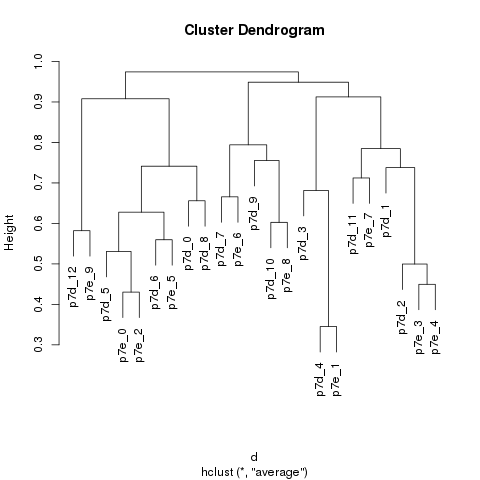 Cluster Dendrogram
Height
1.0
0.9
0.8
0.7
0.6
0.5
0.4
0.3
p7d_12
p7e_9
p7d_5
p7e_0
p7e_2
p7d_6
p7e_5
p7d_0
p7d_8
p7d_7
p7e_6
p7d_9
p7d_10
p7e_8
p7d_3
p7d_4
p7e_1
p7d_11
p7e_7
p7d_1
p7d_2
p7e_3
p7e_4
d
hclust (*, "average")